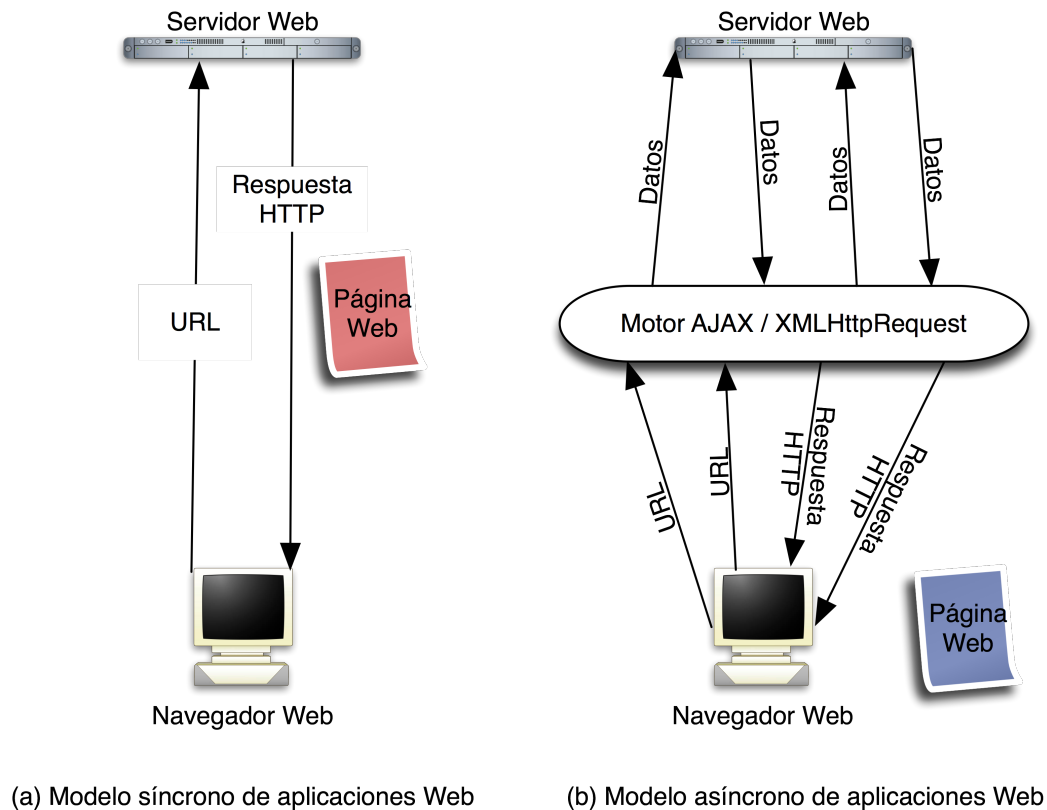 Servidor Web
Respuesta
HTTP
URL
Página
Web
Navegador Web
(a) Modelo síncrono de aplicaciones Web
Servidor Web
Datos
Datos
Datos
Datos
Motor AJAX / XMLHttpRequest
URL
URL
Respuesta
HTTP
Respuesta
HTTP
Página
Web
Navegador Web
(b) Modelo asíncrono de aplicaciones Web